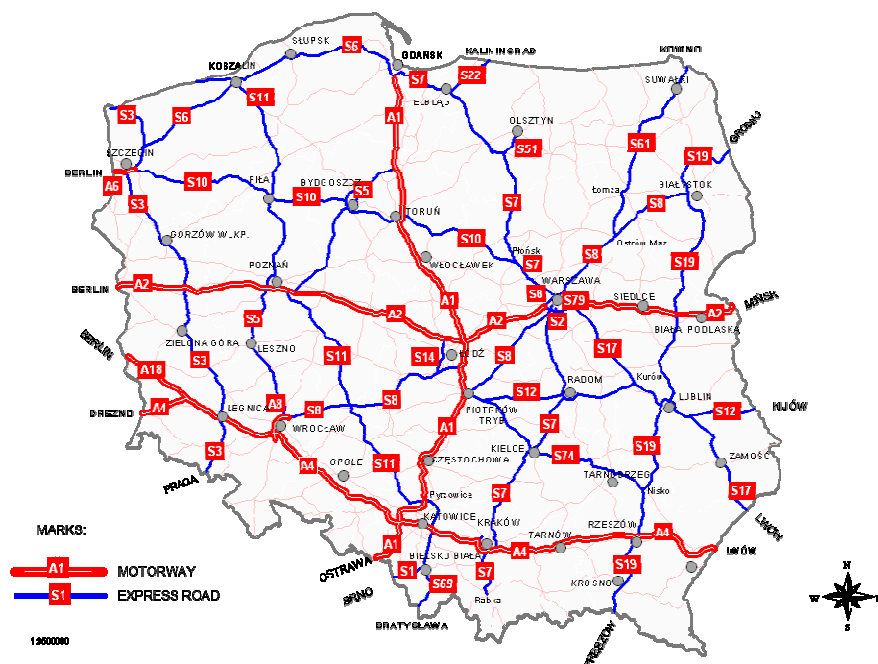 SŁUPSK
S6
GDAŃSK
KALININGRAD
KOWNO
KOSZALIN
S7
S22
SUWAŁKI
S11
ELBLĄG
S3
S6
A1
OLSZTYN
GRODNO
S51
S61
SZCZECIN
S19
BERLIN
A6
S10
PIŁA
BYDGOSZCZ
S5
Łomża
BIAŁYSTOK
S3
S10
S7
S8
TORUŃ
GORZÓW WLKP.
S10
Płońsk
Ostrów Maz.
WŁOCŁAWEK
S7
S8
S19
POZNAŃ
WARSZAWA
BERLIN
A2
A1
S8
S79
SIEDLCE
MIŃSK
A2
A2
S2
A2
BIAŁA PODLASKA
BERLIN
ZIELONA GÓRA
S5
LESZNO
S11
S14
ŁÓDŹ
S8
S17
A18
S3
Kurów
S12
RADOM
LUBLIN
DREZNO
A4
LEGNICA
A8
S8
S8
PIOTRKÓW
TRYB.
S12
KIJÓW
WROCŁAW
A1
S7
S3
KIELCE
S19
A4
OPOLE
S11
CZĘSTOCHOWA
S74
ZAMOŚĆ
PRAGA
TARNOBRZEG
Pyrzowice
S7
Nisko
S17
LWÓW
MARKS:
KATOWICE
KRAKÓW
RZESZÓW
A4
A1
TARNÓW
LWÓW
OSTRAWA
BIELSKO BIAŁA
A4
A1
MOTORWAY
S1
S69
S7
S19
KROSNO
S1
EXPRESS ROAD
BRNO
Rabka
BRATYSŁAWA
N
W
S